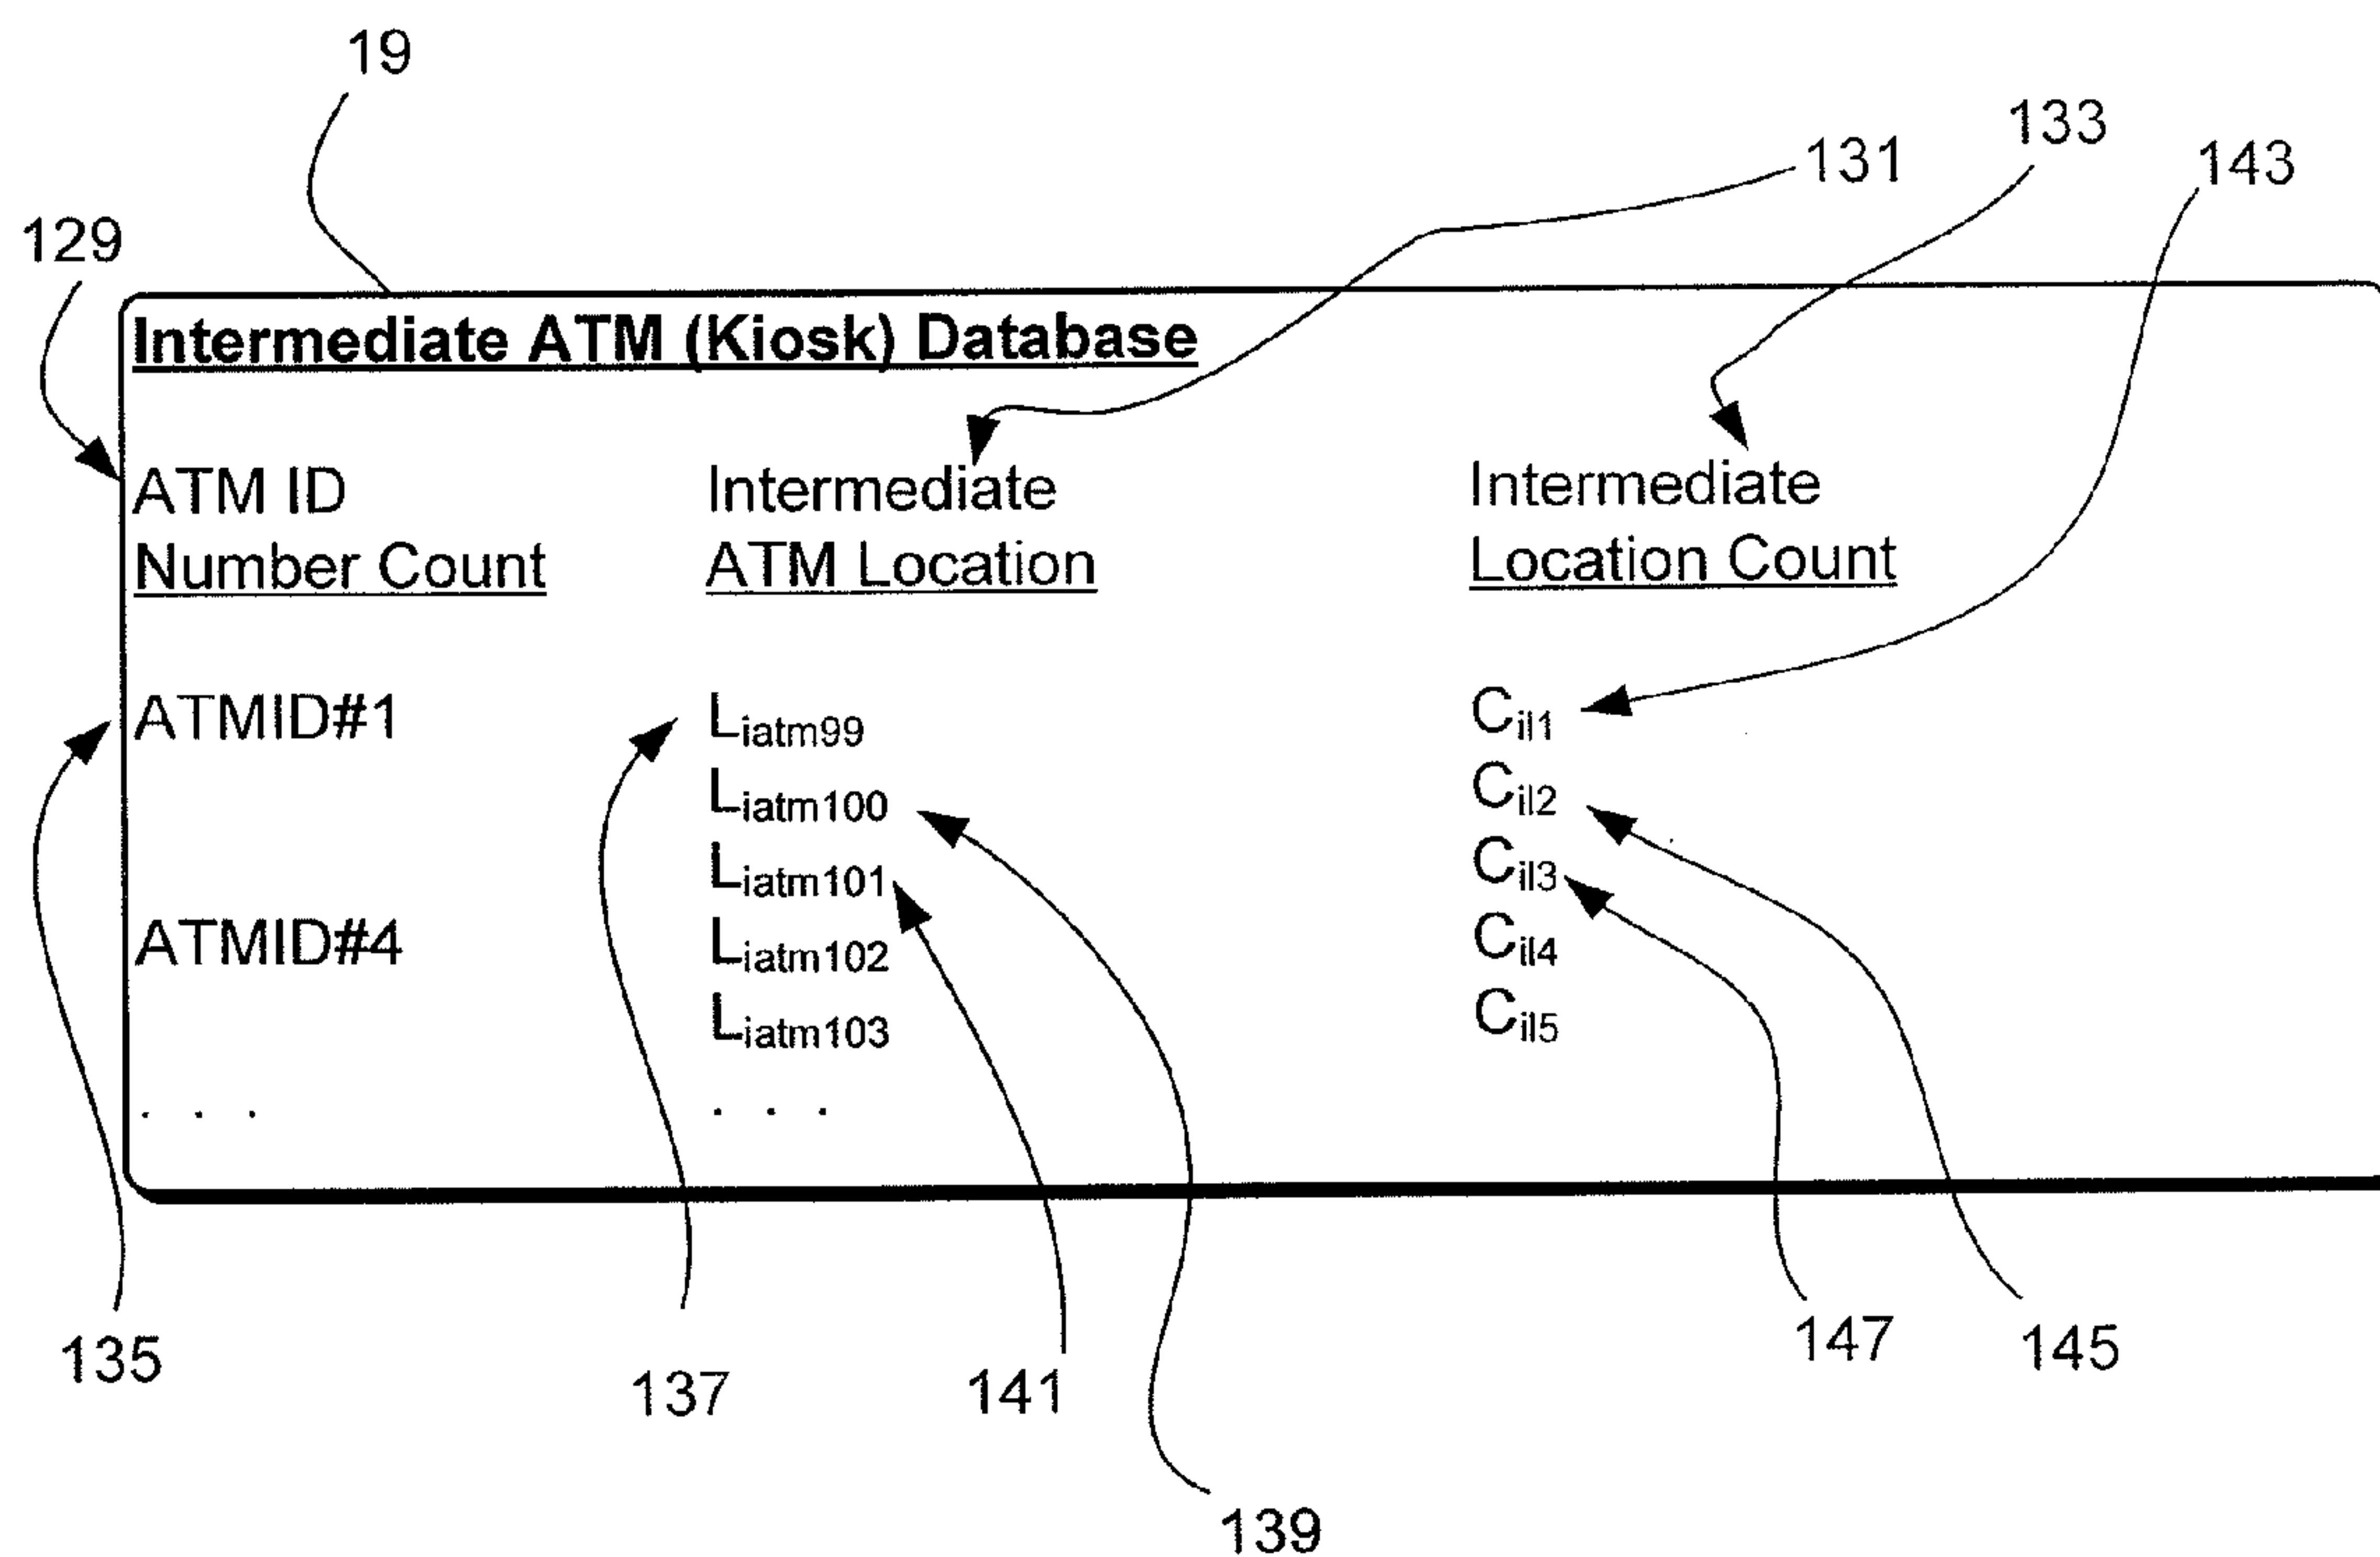 19
133
131
143
129
Intermediate ATM (Kiosk) Database
ATM ID Intermediate Intermediate
Number Count ATM Location Location Count
ATMID#1 Liatm99 Cil1
Liatm100 Cil2
Liatm101 Cil3
ATMID#4 Liatm102 Cil4
Liatm103 Cil5
. . . . . .
135 137 141 147 145
139